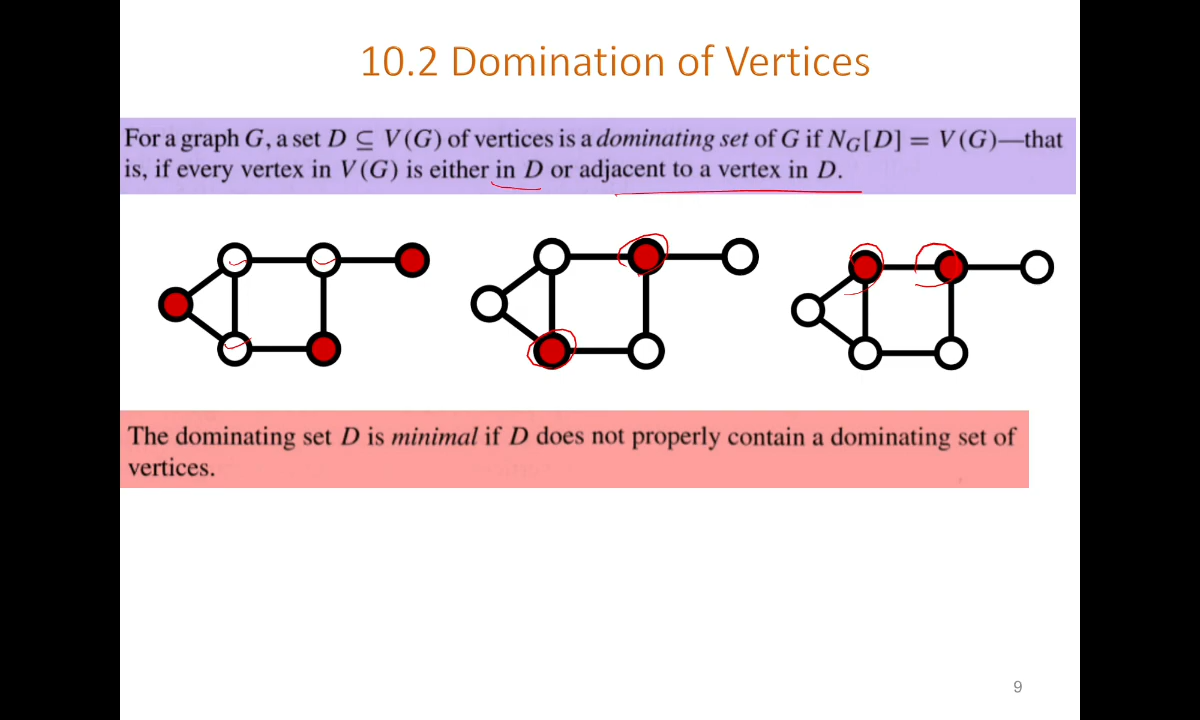 10.2 Domination of Vertices
For a graph G, a set D ⊆ V(G) of vertices is a dominating set of G if N_G[D] = V(G)—that
is, if every vertex in V(G) is either in D or adjacent to a vertex in D.
The dominating set D is minimal if D does not properly contain a dominating set of
vertices.
9